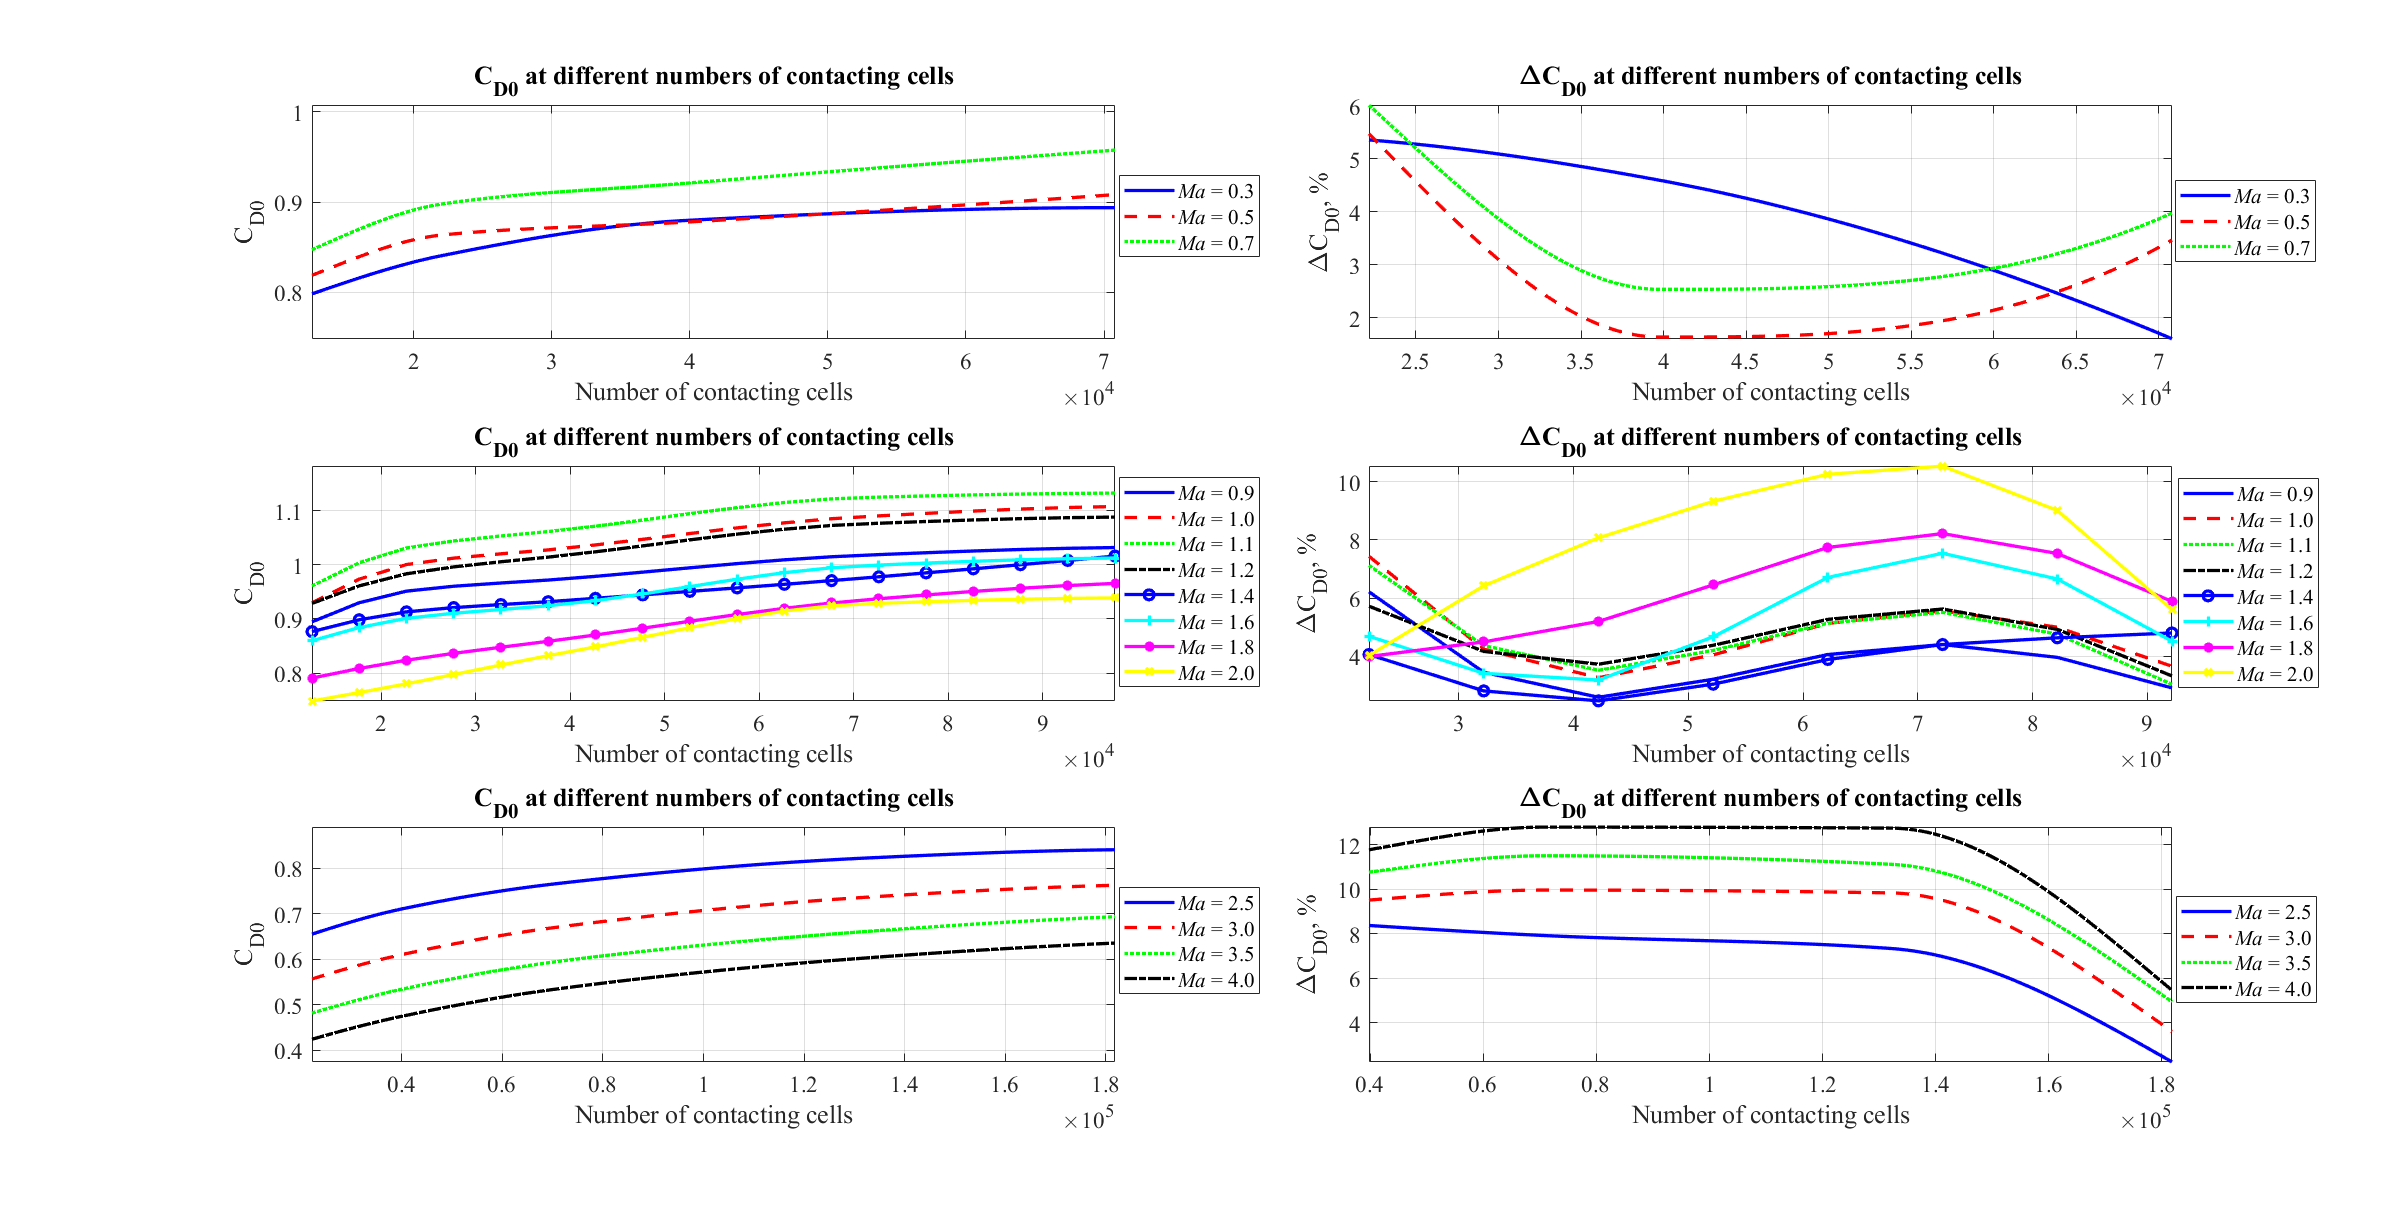 C_D0 at different numbers of contacting cells
1
0.9
0.8
C_D0
2 3 4 5 6 7
×10^4
Number of contacting cells
Ma = 0.3
Ma = 0.5
Ma = 0.7
ΔC_D0 at different numbers of contacting cells
6
5
4
3
2
ΔC_D0, %
2.5 3 3.5 4 4.5 5 5.5 6 6.5 7
×10^4
Number of contacting cells
Ma = 0.3
Ma = 0.5
Ma = 0.7
C_D0 at different numbers of contacting cells
1.1
1
0.9
0.8
C_D0
2 3 4 5 6 7 8 9
×10^4
Number of contacting cells
Ma = 0.9
Ma = 1.0
Ma = 1.1
Ma = 1.2
Ma = 1.4
Ma = 1.6
Ma = 1.8
Ma = 2.0
ΔC_D0 at different numbers of contacting cells
10
8
6
4
ΔC_D0, %
3 4 5 6 7 8 9
×10^4
Number of contacting cells
Ma = 0.9
Ma = 1.0
Ma = 1.1
Ma = 1.2
Ma = 1.4
Ma = 1.6
Ma = 1.8
Ma = 2.0
C_D0 at different numbers of contacting cells
0.8
0.7
0.6
0.5
0.4
C_D0
0.4 0.6 0.8 1 1.2 1.4 1.6 1.8
×10^5
Number of contacting cells
Ma = 2.5
Ma = 3.0
Ma = 3.5
Ma = 4.0
ΔC_D0 at different numbers of contacting cells
12
10
8
6
4
ΔC_D0, %
0.4 0.6 0.8 1 1.2 1.4 1.6 1.8
×10^5
Number of contacting cells
Ma = 2.5
Ma = 3.0
Ma = 3.5
Ma = 4.0